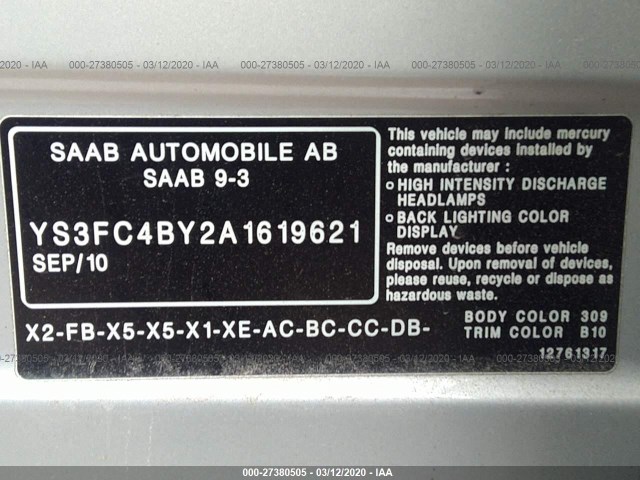 000-27380505 - 03/12/2020 - IAA
SAAB AUTOMOBILE AB
SAAB 9-3
YS3FC4BY2A1619621
SEP/10
X2-FB-X5-X5-X1-XE-AC-BC-CC-DB-
This vehicle may include mercury
containing devices installed by
the manufacturer :
HIGH INTENSITY DISCHARGE
HEADLAMPS
BACK LIGHTING COLOR
DISPLAY
Remove devices before vehicle
disposal. Upon removal of devices,
please reuse, recycle or dispose as
hazardous waste.
BODY COLOR 309
TRIM COLOR B10
12761317
000-27380505 - 03/12/2020 - IAA